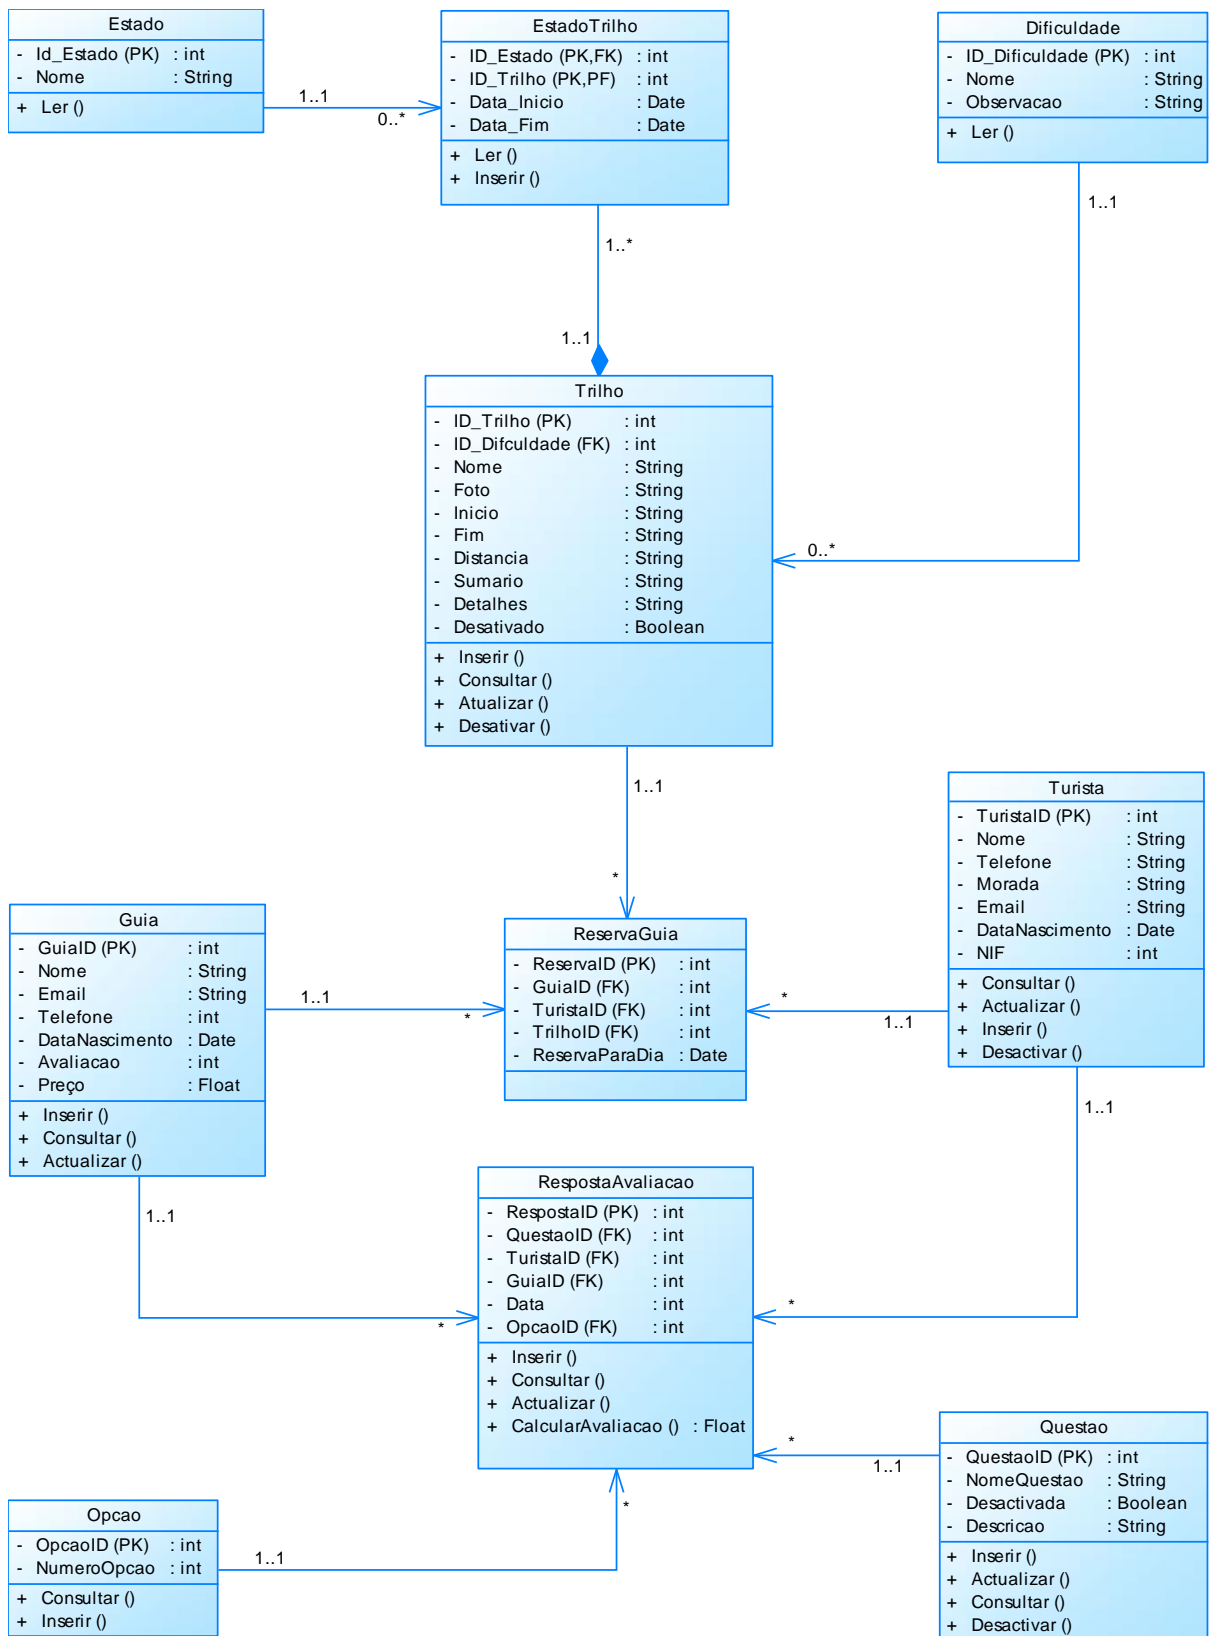 Estado
- Id_Estado (PK) : int
- Nome : String
+ Ler ()
1..1
0..*
EstadoTrilho
- ID_Estado (PK,FK) : int
- ID_Trilho (PK,PF) : int
- Data_Inicio : Date
- Data_Fim : Date
+ Ler ()
+ Inserir ()
Dificuldade
- ID_Dificuldade (PK) : int
- Nome : String
- Observacao : String
+ Ler ()
1..1
1..*
1..1
Trilho
- ID_Trilho (PK) : int
- ID_Difculdade (FK) : int
- Nome : String
- Foto : String
- Inicio : String
- Fim : String
- Distancia : String
- Sumario : String
- Detalhes : String
- Desativado : Boolean
+ Inserir ()
+ Consultar ()
+ Atualizar ()
+ Desativar ()
0..*
1..1
*
Turista
- TuristaID (PK) : int
- Nome : String
- Telefone : String
- Morada : String
- Email : String
- DataNascimento : Date
- NIF : int
+ Consultar ()
+ Actualizar ()
+ Inserir ()
+ Desactivar ()
Guia
- GuiaID (PK) : int
- Nome : String
- Email : String
- Telefone : int
- DataNascimento : Date
- Avaliacao : int
- Preço : Float
+ Inserir ()
+ Consultar ()
+ Actualizar ()
1..1
*
ReservaGuia
- ReservaID (PK) : int
- GuiaID (FK) : int
- TuristaID (FK) : int
- TrilhoID (FK) : int
- ReservaParaDia : Date
*
1..1
1..1
1..1
RespostaAvaliacao
- RespostaID (PK) : int
- QuestaoID (FK) : int
- TuristaID (FK) : int
- GuiaID (FK) : int
- Data : int
- OpcaoID (FK) : int
+ Inserir ()
+ Consultar ()
+ Actualizar ()
+ CalcularAvaliacao () : Float
*
*
*
1..1
Questao
- QuestaoID (PK) : int
- NomeQuestao : String
- Desactivada : Boolean
- Descricao : String
+ Inserir ()
+ Actualizar ()
+ Consultar ()
+ Desactivar ()
Opcao
- OpcaoID (PK) : int
- NumeroOpcao : int
+ Consultar ()
+ Inserir ()
1..1
*